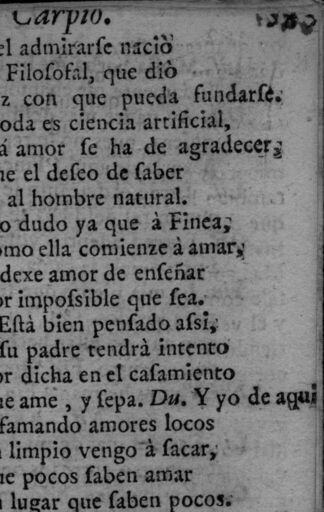 Carpio.
el admirarſe naciò
Filoſofal, que diò
z con que pueda fundarſe.
oda es ciencia artificial,
á amor ſe ha de agradecer,
ue el deſeo de ſaber
al hombre natural.
o dudo ya que à Finea,
omo ella comienze à amar,
dexe amor de enſeñar
or impoſsible que ſea.
Eſtà bien penſado aſsi,
ſu padre tendrà intento
or dicha en el caſamiento
ue ame, y ſepa. Du. Y yo de aqui
famando amores locos
limpio vengo à ſacar,
ue pocos ſaben amar
n lugar que ſaben pocos.